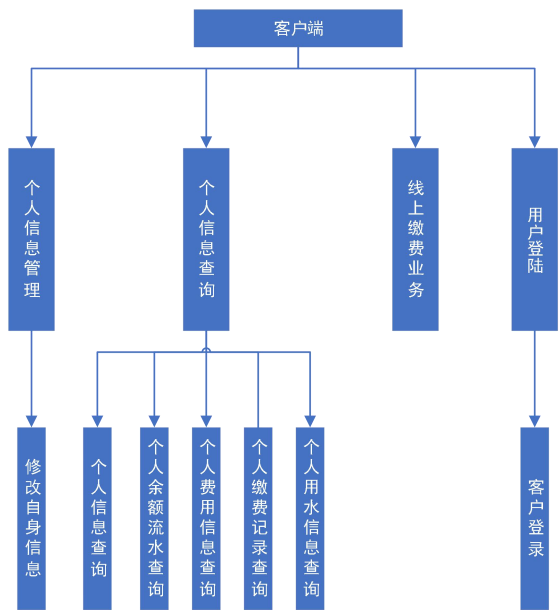 客户端
个人信息管理
个人信息查询
线上缴费业务
用户登陆
修改自身信息
个人信息查询
个人余额流水查询
个人费用信息查询
个人缴费记录查询
个人用水信息查询
客户登录